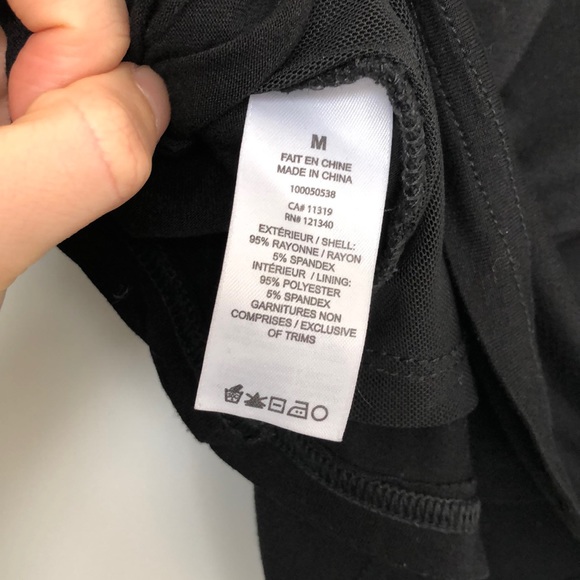 M
FAIT EN CHINE
MADE IN CHINA
100050538
CA# 11319
RN# 121340
EXTÉRIEUR / SHELL:
95% RAYONNE / RAYON
5% SPANDEX
INTÉRIEUR / LINING:
95% POLYESTER
5% SPANDEX
GARNITURES NON
COMPRISES / EXCLUSIVE
OF TRIMS